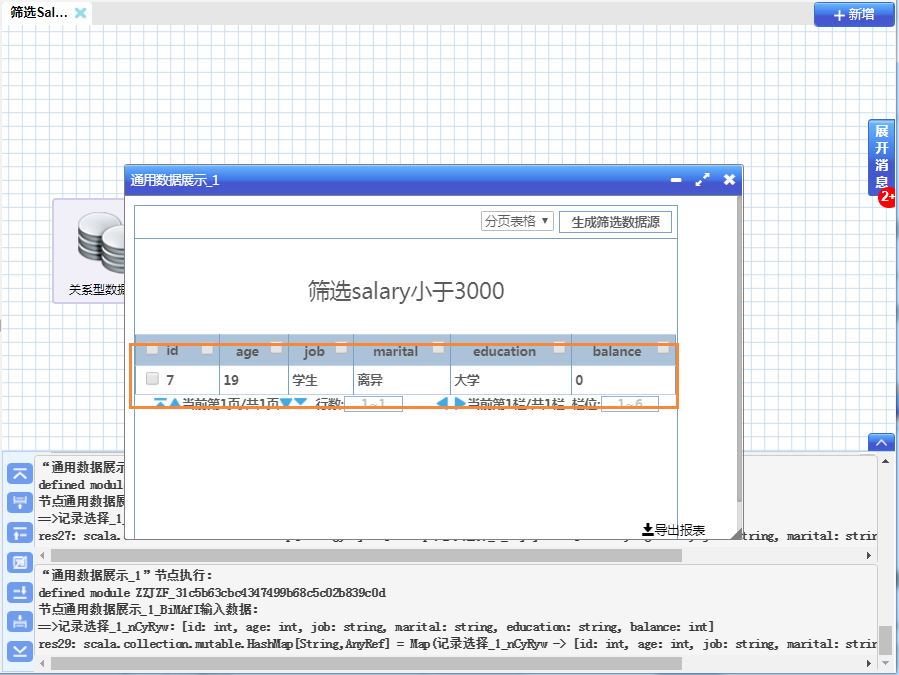 筛选Sal...
新增
展开消息
2+
关系型数据
通用数据展示_1
分页表格
生成筛选数据源
筛选salary小于3000
id age job marital education balance
7 19 学生 离异 大学 0
当前第1页/共1页 行数: 1~1 当前第1栏/共1栏 栏位: 1~6
导出报表
“通用数据展
defined modul
节点通用数据展
==>记录选择_1_
res27: scala. string, marital: strin
“通用数据展示_1”节点执行:
defined module ZZJZF_31c5b63cbc4347499b68c5c02b839c0d
节点通用数据展示_1_BiMAfI输入数据:
==>记录选择_1_nCyRyw: [id: int, age: int, job: string, marital: string, education: string, balance: int]
res29: scala.collection.mutable.HashMap[String,AnyRef] = Map(记录选择_1_nCyRyw -> [id: int, age: int, job: string, marital: strin